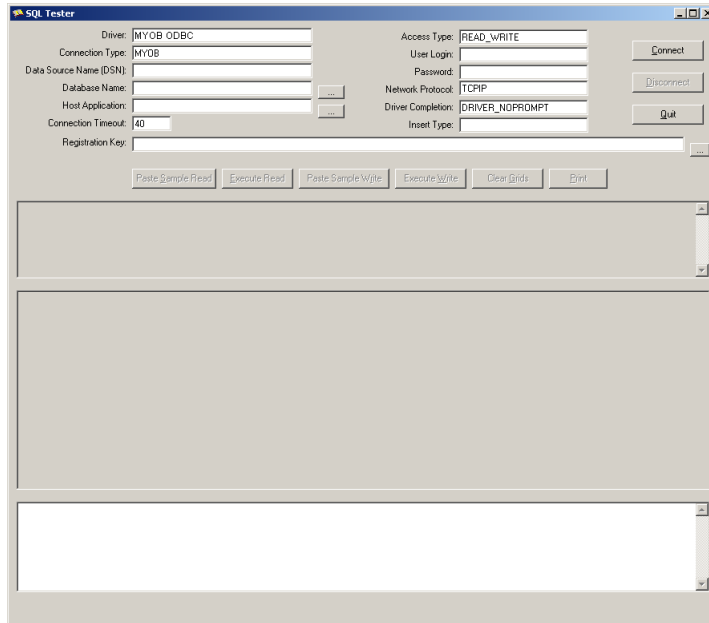 SQL Tester
Driver: MYOB ODBC
Connection Type: MYOB
Data Source Name (DSN):
Database Name: ...
Host Application: ...
Connection Timeout: 40
Registration Key: ...
Access Type: READ_WRITE
User Login:
Password:
Network Protocol: TCPIP
Driver Completion: DRIVER_NOPROMPT
Insert Type:
Connect
Disconnect
Quit
Paste Sample Read Execute Read Paste Sample Write Execute Write Clear Grids Print